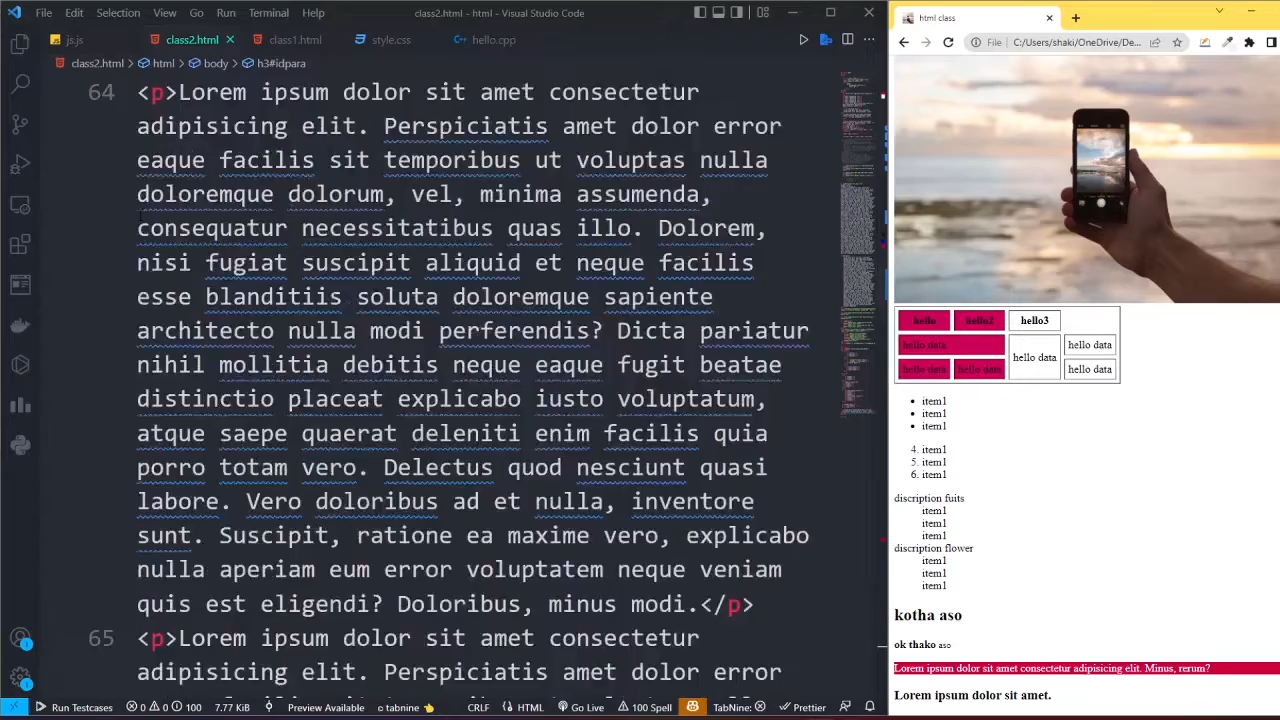 File Edit View Go Run Terminal Help class2.html - html - Visual Studio Code
js.js class2.html class1.html style.css hello.cpp
class2.html > html > body > h3#idpara
64 <p>Lorem ipsum dolor sit amet consectetur
adipisicing elit. Perspiciatis amet dolor error
eaque facilis sit temporibus ut voluptas nulla
doloremque dolorum, vel, minima assumenda,
consequatur necessitatibus quas illo. Dolorem,
nisi fugiat suscipit aliquid et neque facilis
esse blanditiis soluta doloremque sapiente
architecto nulla modi perferendis Dicta pariatur
mollitia debitis neque eaque fugit beatae
distinctio placeat explicabo iusto voluptatum,
atque saepe quaerat deleniti enim facilis quia
porro totam vero. Delectus quod nesciunt quasi
labore. Vero doloribus ad et nulla, inventore
sunt. Suscipit, ratione ea maxime vero, explicabo
nulla aperiam eum error voluptatem neque veniam
quis est eligendi? Doloribus, minus modi.</p>
65 <p>Lorem ipsum dolor sit amet consectetur
adipisicing elit. Perspiciatis amet dolor error
Run Testcases 0 0 100 7.77 KiB Preview Available tabnine CRLF HTML Go Live 100 Spell TabNine: Prettier
html class
File C:/Users/shaki/OneDrive/De...
hello hello2 hello3
hello data hello data hello data
hello data hello data hello data
item1
item1
item1
4. item1
5. item1
6. item1
discription fuits
item1
item1
item1
discription flower
item1
item1
item1
kotha aso
ok thako aso
Lorem ipsum dolor sit amet consectetur adipisicing elit. Minus, rerum?
Lorem ipsum dolor sit amet.